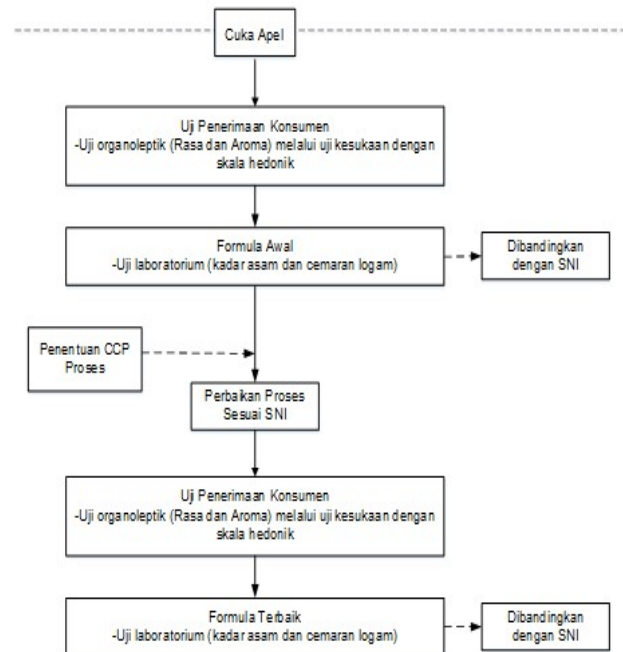 Cuka Apel
Uji Penerimaan Konsumen
-Uji organoleptik (Rasa dan Aroma) melalui uji kesukaan dengan
skala hedonik
Formula Awal
-Uji laboratorium (kadar asam dan cemaran logam)
Dibandingkan
dengan SNI
Penentuan CCP
Proses
Perbaikan Proses
Sesuai SNI
Uji Penerimaan Konsumen
-Uji organoleptik (Rasa dan Aroma) melalui uji kesukaan dengan
skala hedonik
Formula Terbaik
-Uji laboratorium (kadar asam dan cemaran logam)
Dibandingkan
dengan SNI